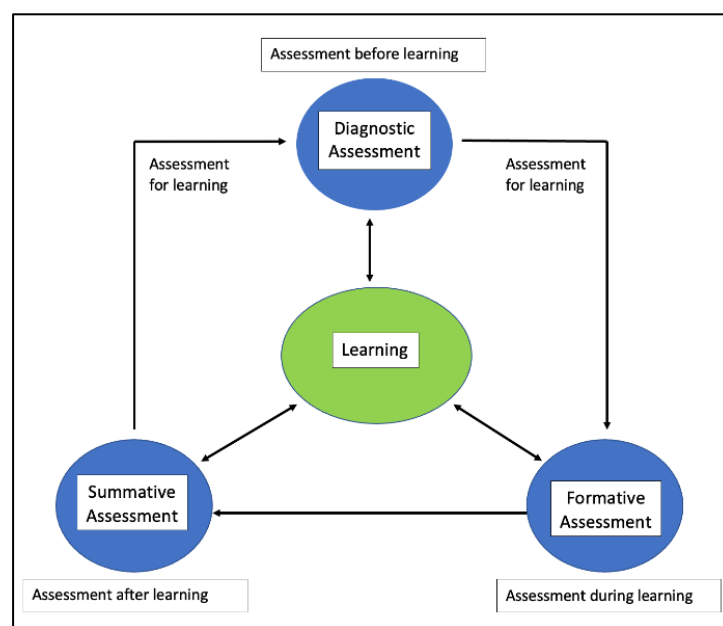 Assessment before learning
Diagnostic
Assessment
Assessment
for learning
Assessment
for learning
Learning
Summative
Assessment
Formative
Assessment
Assessment after learning
Assessment during learning